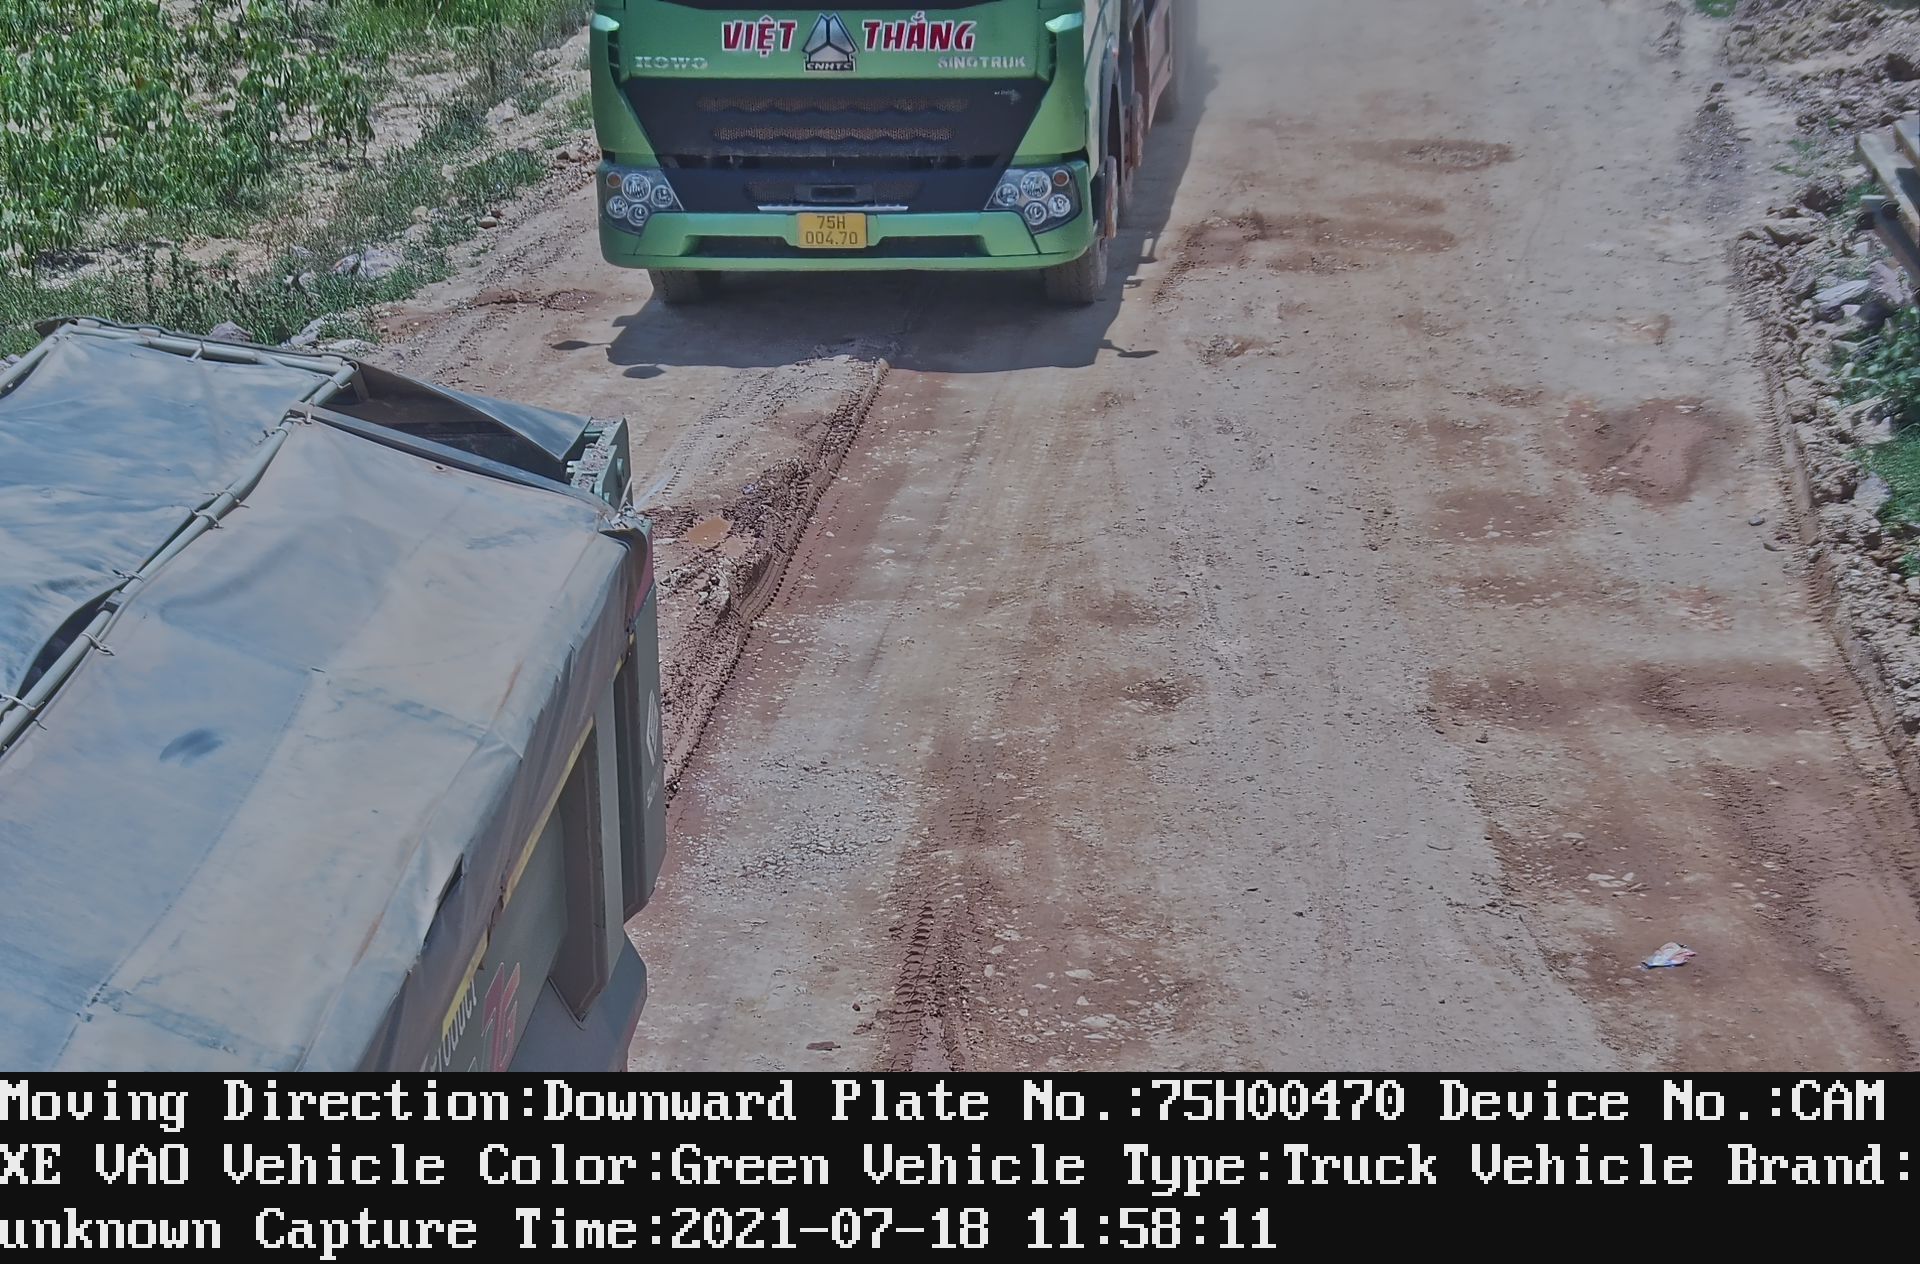 VIỆT THẮNG
HOWO CNHTC SINOTRUK
75H
004.70
Moving Direction:Downward Plate No.:75H00470 Device No.:CAM
XE VAO Vehicle Color:Green Vehicle Type:Truck Vehicle Brand:
unknown Capture Time:2021-07-18 11:58:11